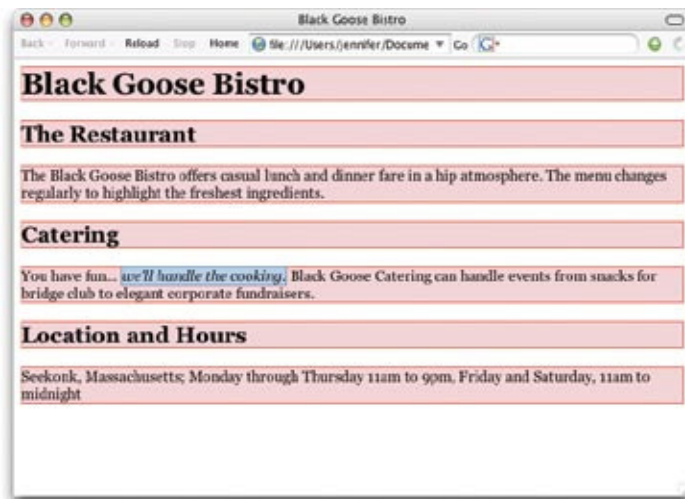 Black Goose Bistro
Back Forward Reload Stop Home file:///Users/jennifer/Docume Go
Black Goose Bistro
The Restaurant
The Black Goose Bistro offers casual lunch and dinner fare in a hip atmosphere. The menu changes
regularly to highlight the freshest ingredients.
Catering
You have fun... we'll handle the cooking. Black Goose Catering can handle events from snacks for
bridge club to elegant corporate fundraisers.
Location and Hours
Seekonk, Massachusetts; Monday through Thursday 11am to 9pm, Friday and Saturday, 11am to
midnight